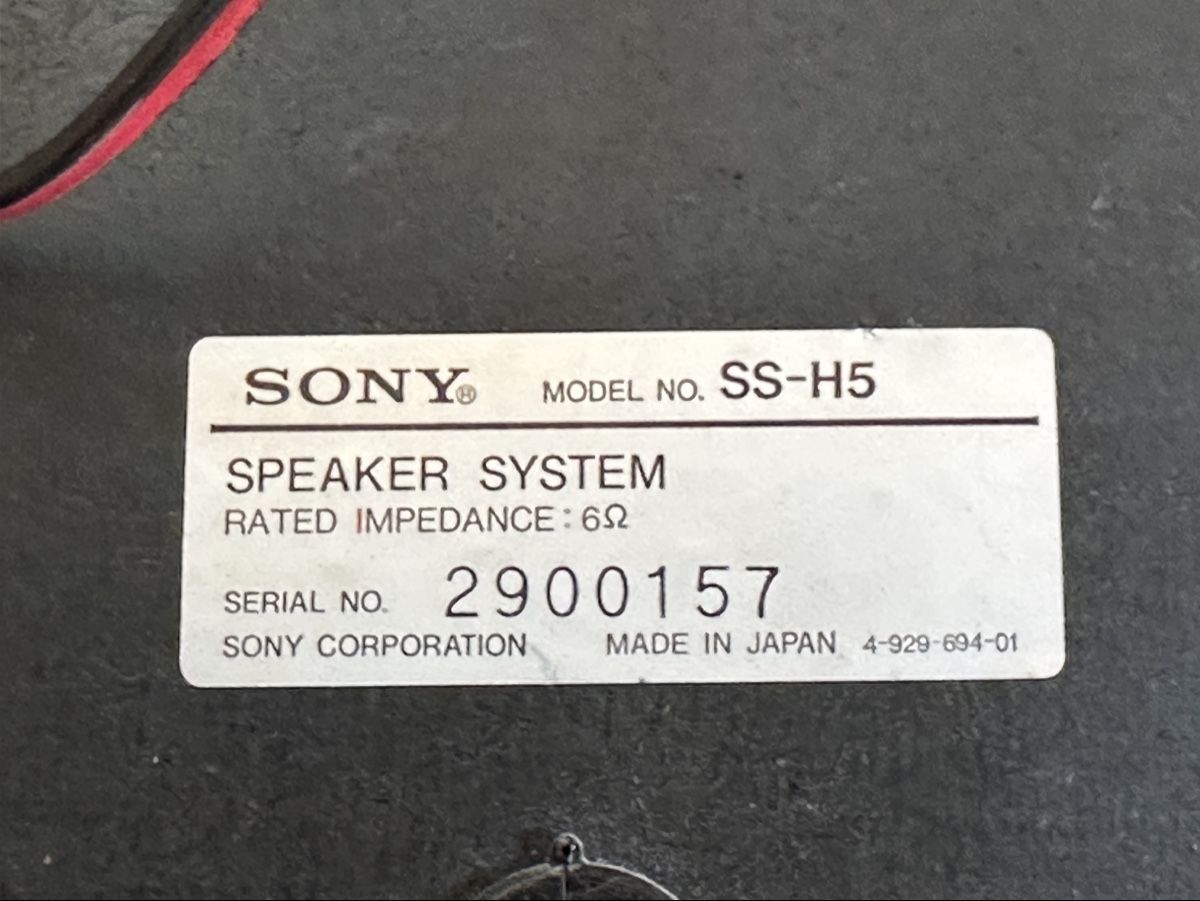 SONY® MODEL NO. SS-H5
SPEAKER SYSTEM
RATED IMPEDANCE: 6Ω
SERIAL NO. 2900157
SONY CORPORATION MADE IN JAPAN 4-929-694-01